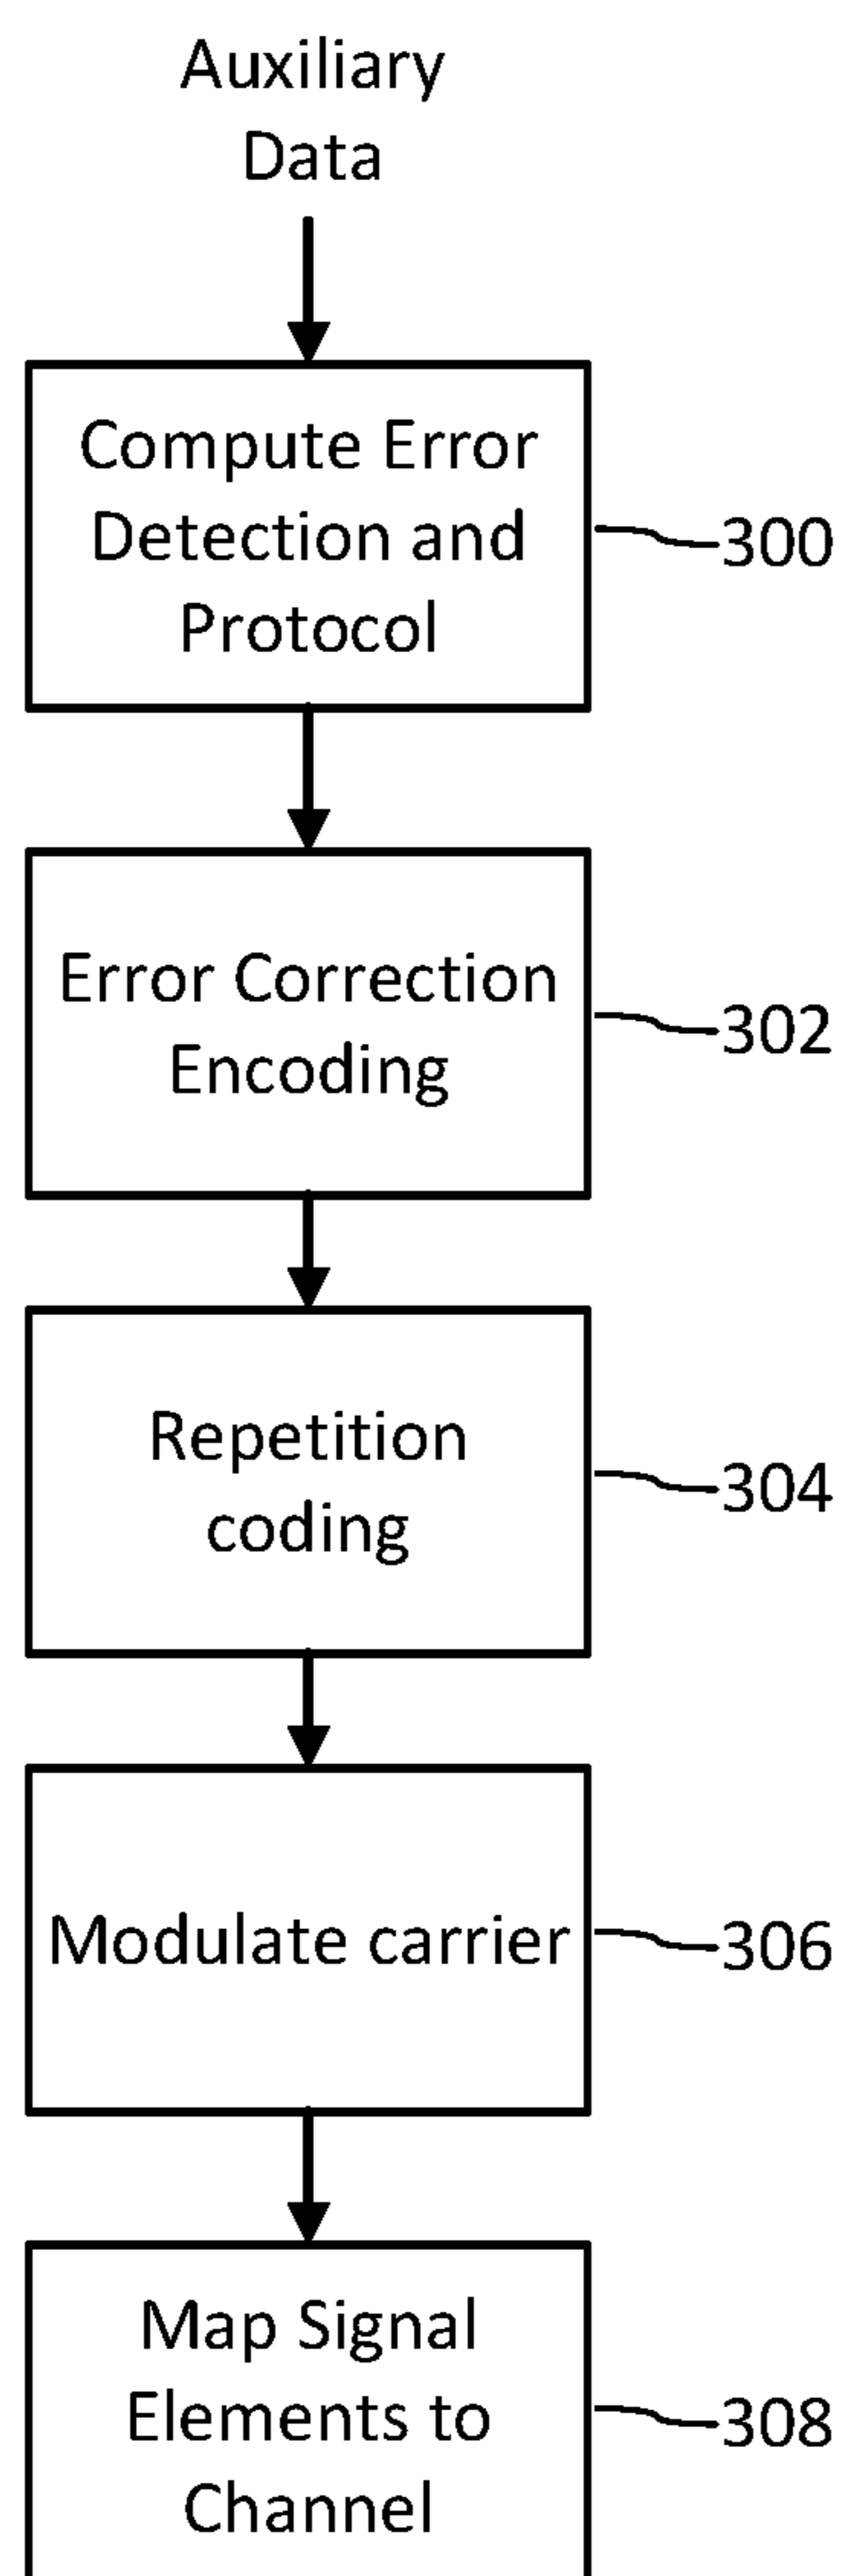 Auxiliary
Data
Compute Error
Detection and
Protocol
300
Error Correction
Encoding
302
Repetition
coding
304
Modulate carrier
306
Map Signal
Elements to
Channel
308